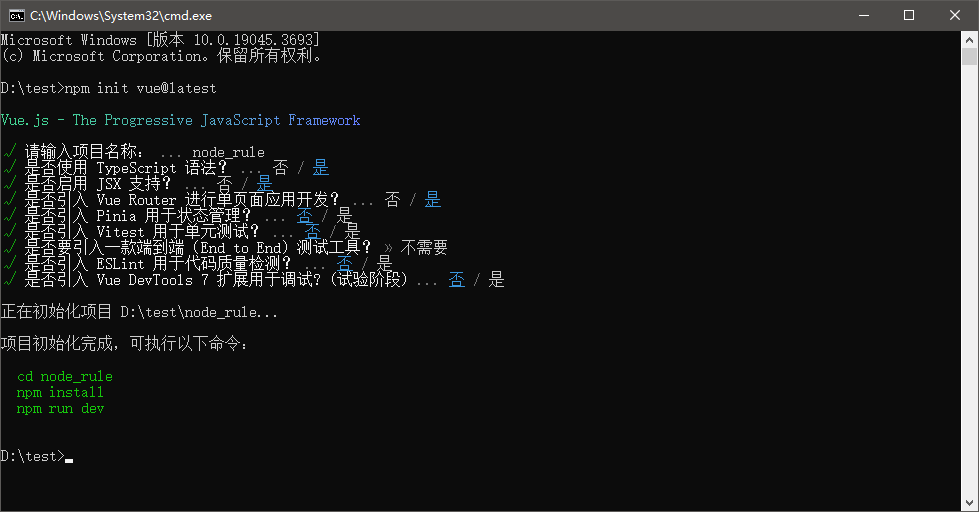 C:\Windows\System32\cmd.exe
Microsoft Windows [版本 10.0.19045.3693]
(c) Microsoft Corporation。保留所有权利。
D:\test>npm init vue@latest
Vue.js - The Progressive JavaScript Framework
√ 请输入项目名称: ... node_rule
√ 是否使用 TypeScript 语法? ... 否 / 是
√ 是否启用 JSX 支持? ... 否 / 是
√ 是否引入 Vue Router 进行单页面应用开发? ... 否 / 是
√ 是否引入 Pinia 用于状态管理? ... 否 / 是
√ 是否引入 Vitest 用于单元测试? ... 否 / 是
√ 是否要引入一款端到端(End to End)测试工具? » 不需要
√ 是否引入 ESLint 用于代码质量检测? ... 否 / 是
√ 是否引入 Vue DevTools 7 扩展用于调试? (试验阶段) ... 否 / 是
正在初始化项目 D:\test\node_rule...
项目初始化完成,可执行以下命令:
cd node_rule
npm install
npm run dev
D:\test>